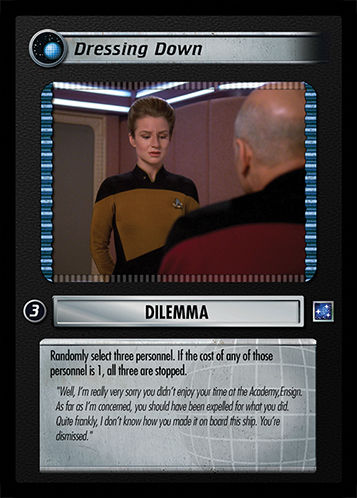 Dressing Down
3
DILEMMA
Randomly select three personnel. If the cost of any of those
personnel is 1, all three are stopped.
"Well, I'm really very sorry you didn't enjoy your time at the Academy,Ensign.
As far as I'm concerned, you should have been expelled for what you did.
Quite frankly, I don't know how you made it on board this ship. You're
dismissed."